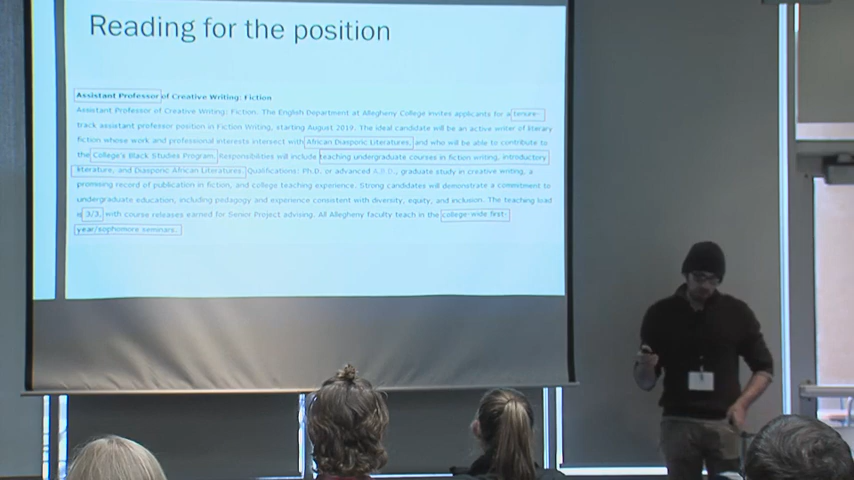 Reading for the position
Assistant Professor of Creative Writing: Fiction
Assistant Professor of Creative Writing: Fiction. The English Department at Allegheny College invites applicants for a tenure-
track assistant professor position in Fiction Writing, starting August 2019. The ideal candidate will be an active writer of literary
fiction whose work and professional interests intersect with African Diasporic Literatures, and who will be able to contribute to
the College's Black Studies Program. Responsibilities will include teaching undergraduate courses in fiction writing, introductory
literature, and Diasporic African Literatures. Qualifications: Ph.D. or advanced A.B.D., graduate study in creative writing, a
promising record of publication in fiction, and college teaching experience. Strong candidates will demonstrate a commitment to
undergraduate education, including pedagogy and experience consistent with diversity, equity, and inclusion. The teaching load
is 3/3, with course releases earned for Senior Project advising. All Allegheny faculty teach in the college-wide first-
year/sophomore seminars.